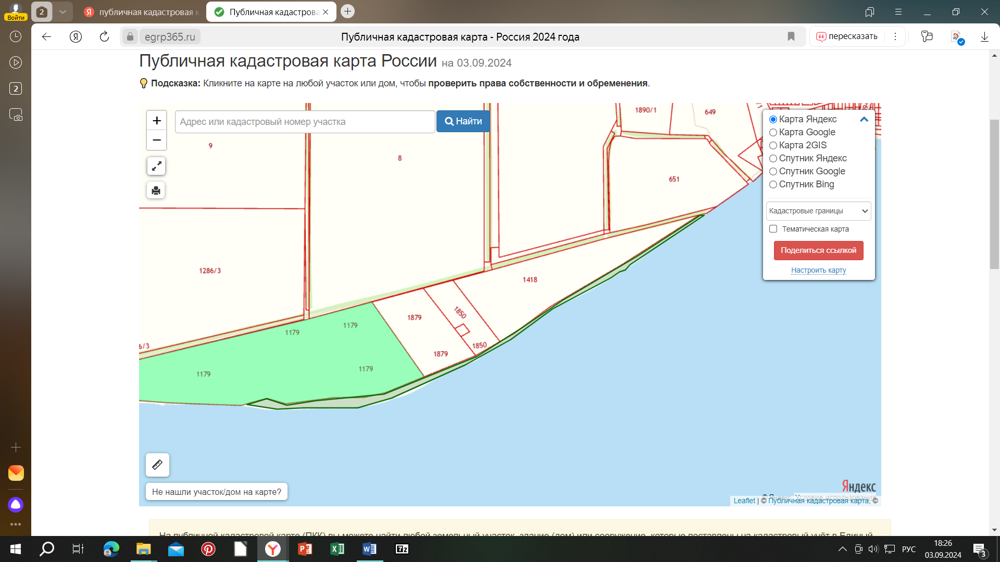 2
публичная кадастровая к
Публичная кадастрова
Войти
egrp365.ru
Публичная кадастровая карта - Россия 2024 года
пересказать
2
Публичная кадастровая карта России на 03.09.2024
Подсказка: Кликните на карте на любой участок или дом, чтобы проверить права собственности и обременения.
+
−
Адрес или кадастровый номер участка
Найти
1890/1
649
9
8
651
1286/3
1418
1850
1879
1179
1179
6/3
1850
1879
1179
1179
Карта Яндекс
Карта Google
Карта 2GIS
Спутник Яндекс
Спутник Google
Спутник Bing
Кадастровые границы
Тематическая карта
Поделиться ссылкой
Настроить карту
Не нашли участок/дом на карте?
Яндекс
© Яндекс Условия использования
Leaflet | © Публичная кадастровая карта, ©
На публичной кадастровой карте (ПКК) вы можете найти любой земельный участок, здание (дом) или сооружение, которые поставлены на кадастровый учёт в Единый
РУС
18:26
03.09.2024
3